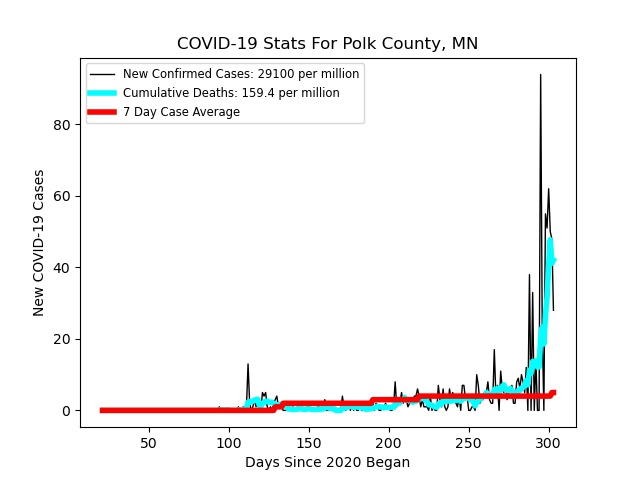 COVID-19 Stats For Polk County, MN
New Confirmed Cases: 29100 per million
Cumulative Deaths: 159.4 per million
7 Day Case Average
80
60
40
20
0
New COVID-19 Cases
50 100 150 200 250 300
Days Since 2020 Began